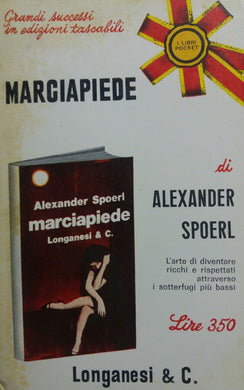 Grandi successi
in edizioni tascabili
I LIBRI
POCKET
MARCIAPIEDE
di
ALEXANDER
SPOERL
Alexander Spoerl
marciapiede
Longanesi & C.
L'arte di diventare
ricchi e rispettati
attraverso
i sotterfugi più bassi
Lire 350
Longanesi & C.